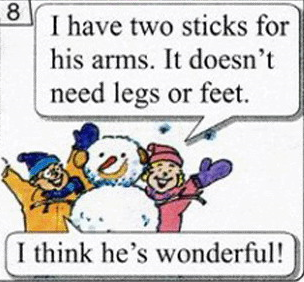 8
I have two sticks for
his arms. It doesn't
need legs or feet.
I think he's wonderful!